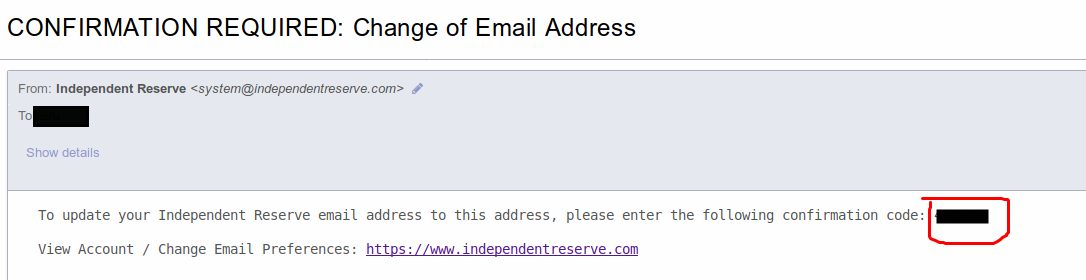 CONFIRMATION REQUIRED: Change of Email Address
From: Independent Reserve <system@independentreserve.com>
To
Show details
To update your Independent Reserve email address to this address, please enter the following confirmation code:
View Account / Change Email Preferences: https://www.independentreserve.com